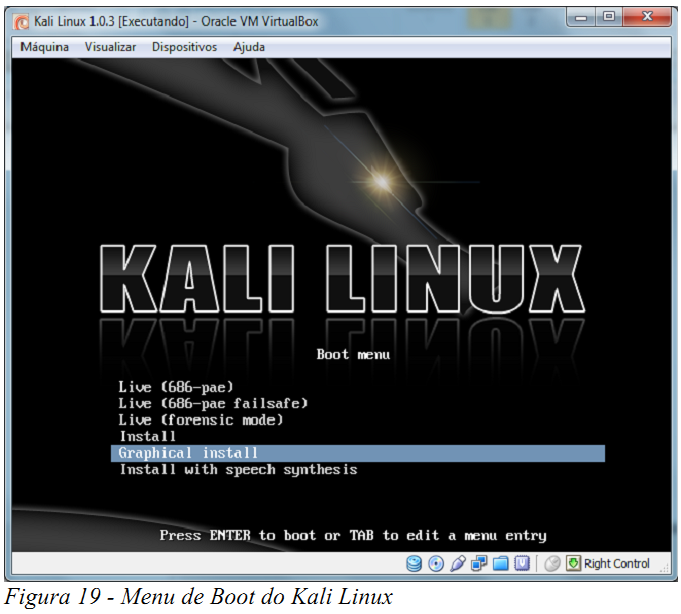 Kali Linux 1.0.3 [Executando] - Oracle VM VirtualBox
Máquina Visualizar Dispositivos Ajuda
KALI LINUX
Boot menu
Live (686-pae)
Live (686-pae failsafe)
Live (forensic mode)
Install
Graphical install
Install with speech synthesis
Press ENTER to boot or TAB to edit a menu entry
Right Control
Figura 19 - Menu de Boot do Kali Linux